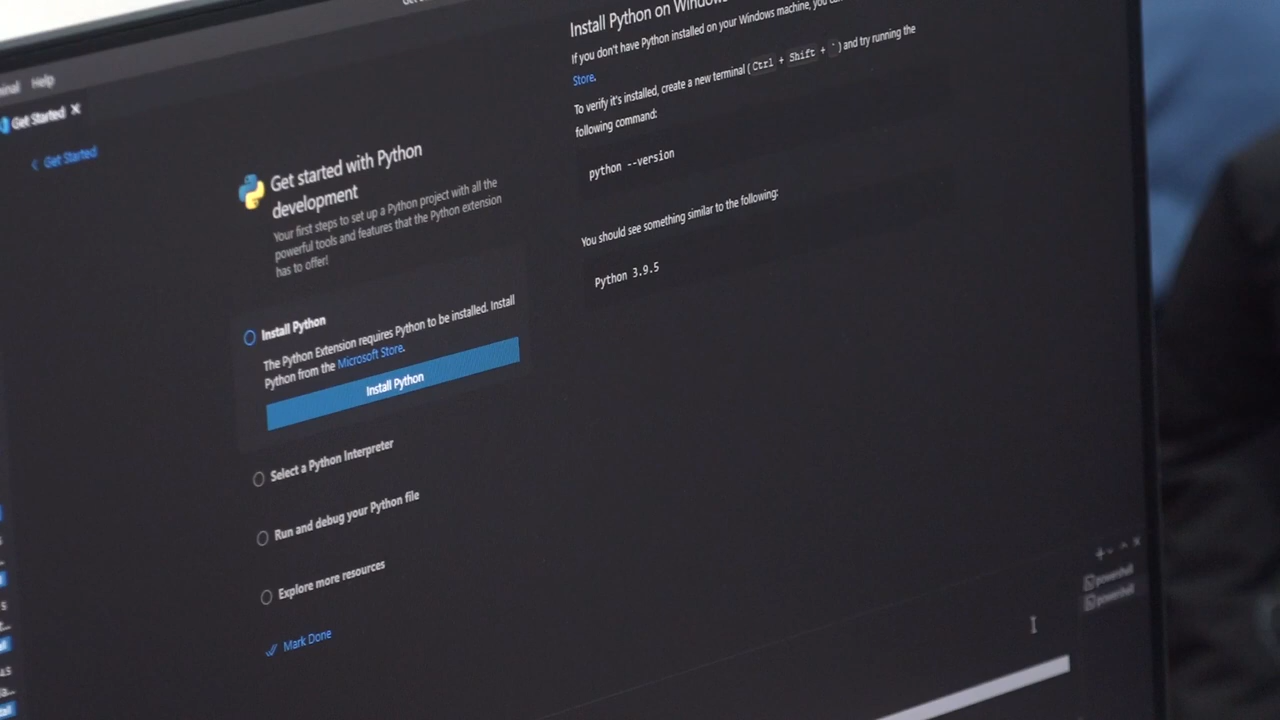 Help
Get Started
Get Started
Get started with Python
development
Your first steps to set up a Python project with all the
powerful tools and features that the Python extension
has to offer!
Install Python
The Python Extension requires Python to be installed. Install
Python from the Microsoft Store.
Install Python
Select a Python Interpreter
Run and debug your Python file
Explore more resources
Mark Done
Install Python on Windows
If you don't have Python installed on your Windows machine, you can
Store.
To verify it's installed, create a new terminal (Ctrl + Shift + `) and try running the
following command:
python --version
You should see something similar to the following:
Python 3.9.5
powershell
powershell